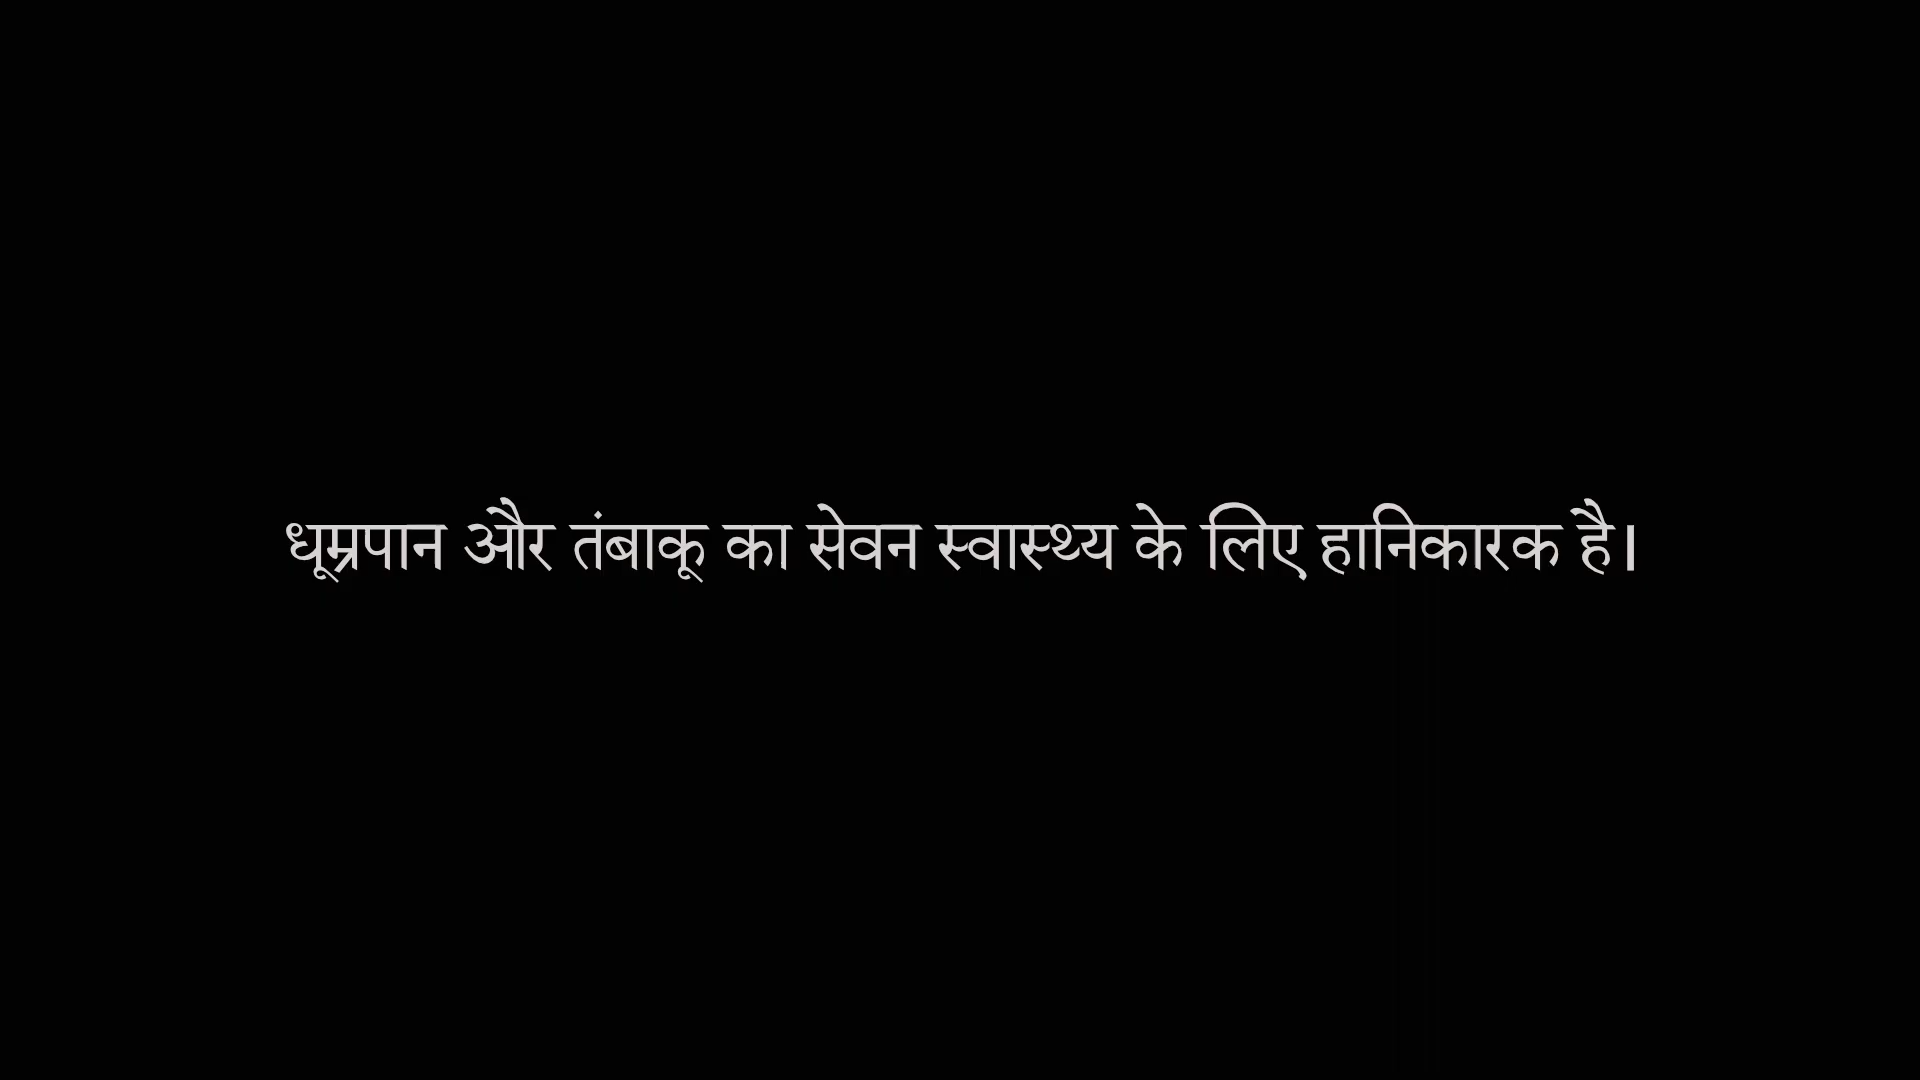 धूम्रपान और तंबाकू का सेवन स्वास्थ्य के लिए हानिकारक है।